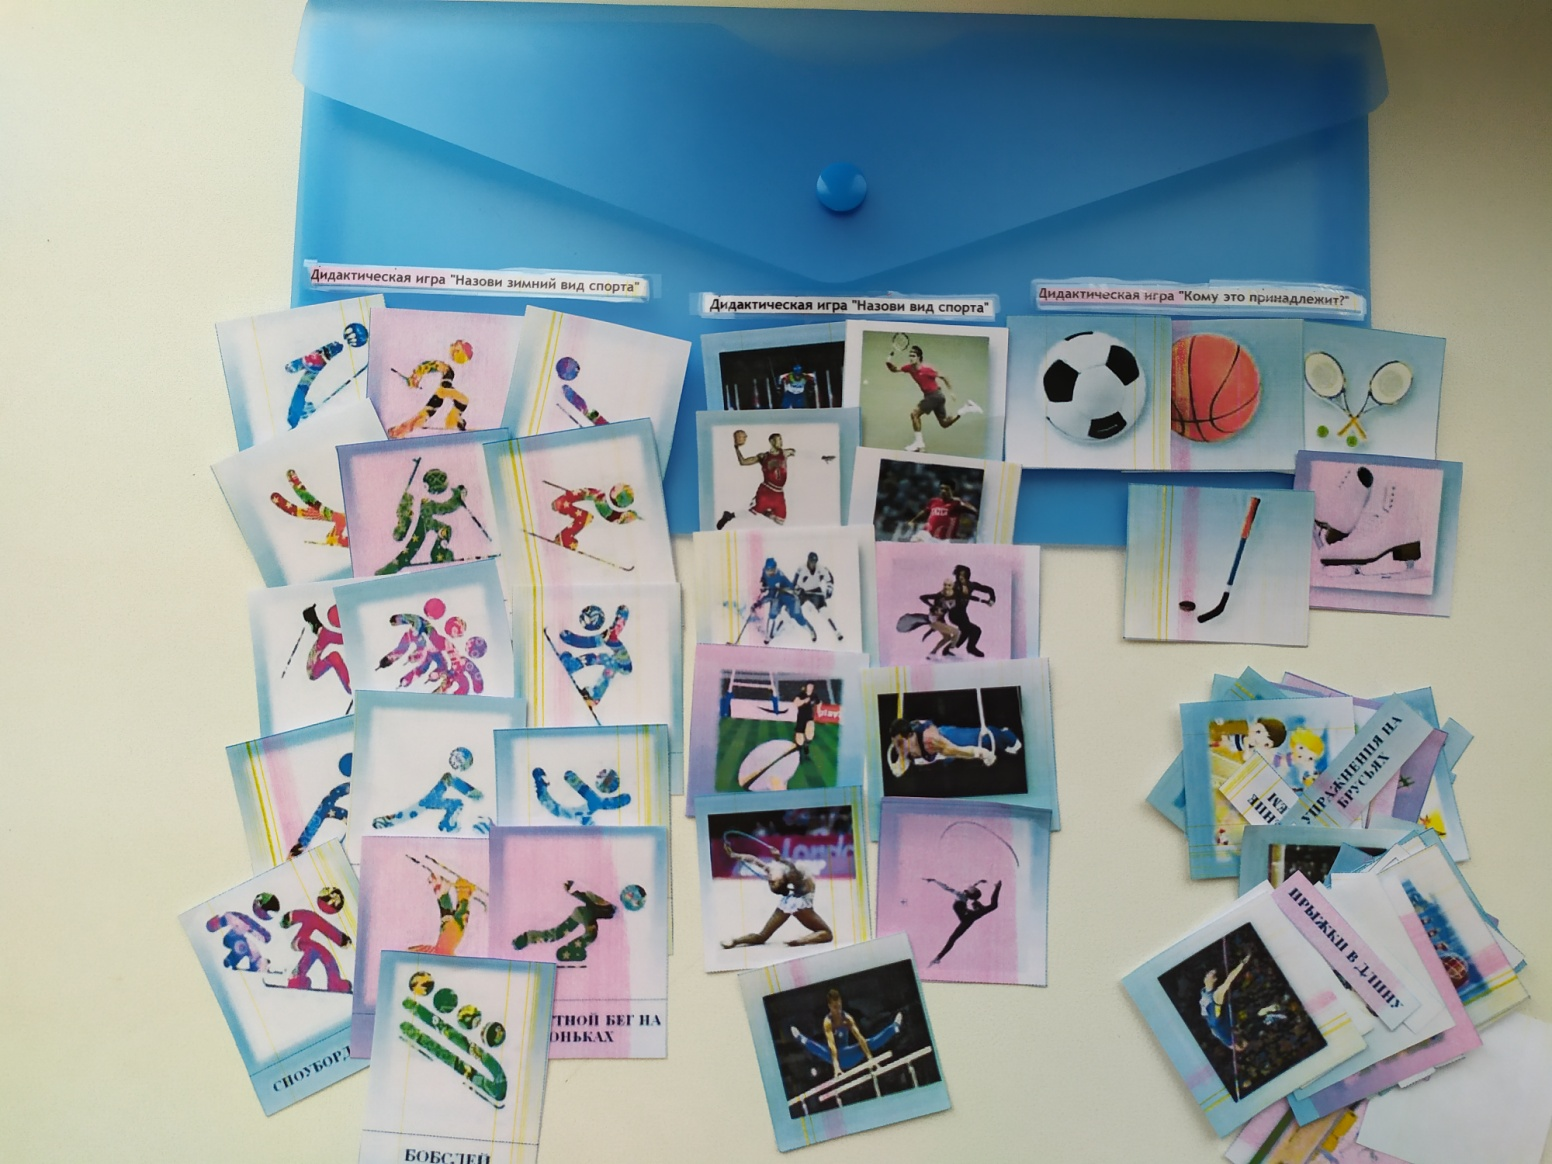 Дидактическая игра "Назови зимний вид спорта"
Дидактическая игра "Назови вид спорта"
Дидактическая игра "Кому это принадлежит?"
УПРАЖНЕНИЯ НА
БРУСЬЯХ
ПРЫЖКИ В ДЛИНУ
ТНОЙ БЕГ НА
ОНЬКАХ
СНОУБОРД
БОБСЛЕЙ